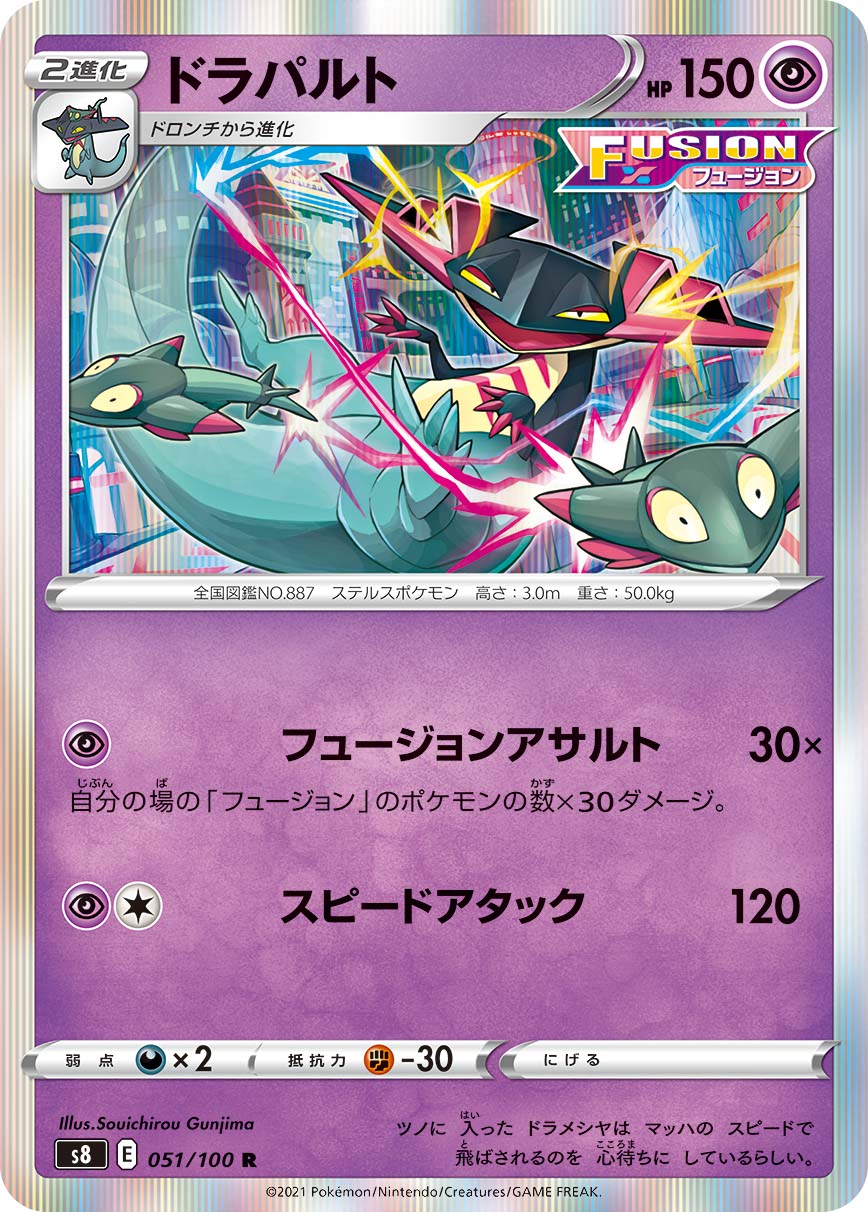 2進化
ドラパルト
HP 150
ドロンチから進化
FUSION
フュージョン
全国図鑑NO.887 ステルスポケモン 高さ：3.0m 重さ：50.0kg
フュージョンアサルト 30×
自分の場の「フュージョン」のポケモンの数×30ダメージ。
スピードアタック 120
弱点 ×2 抵抗力 -30 にげる
Illus.Souichirou Gunjima
ツノに 入った ドラメシヤは マッハの スピードで
飛ばされるのを 心待ちに しているらしい。
s8 E 051/100 R
©2021 Pokémon/Nintendo/Creatures/GAME FREAK.